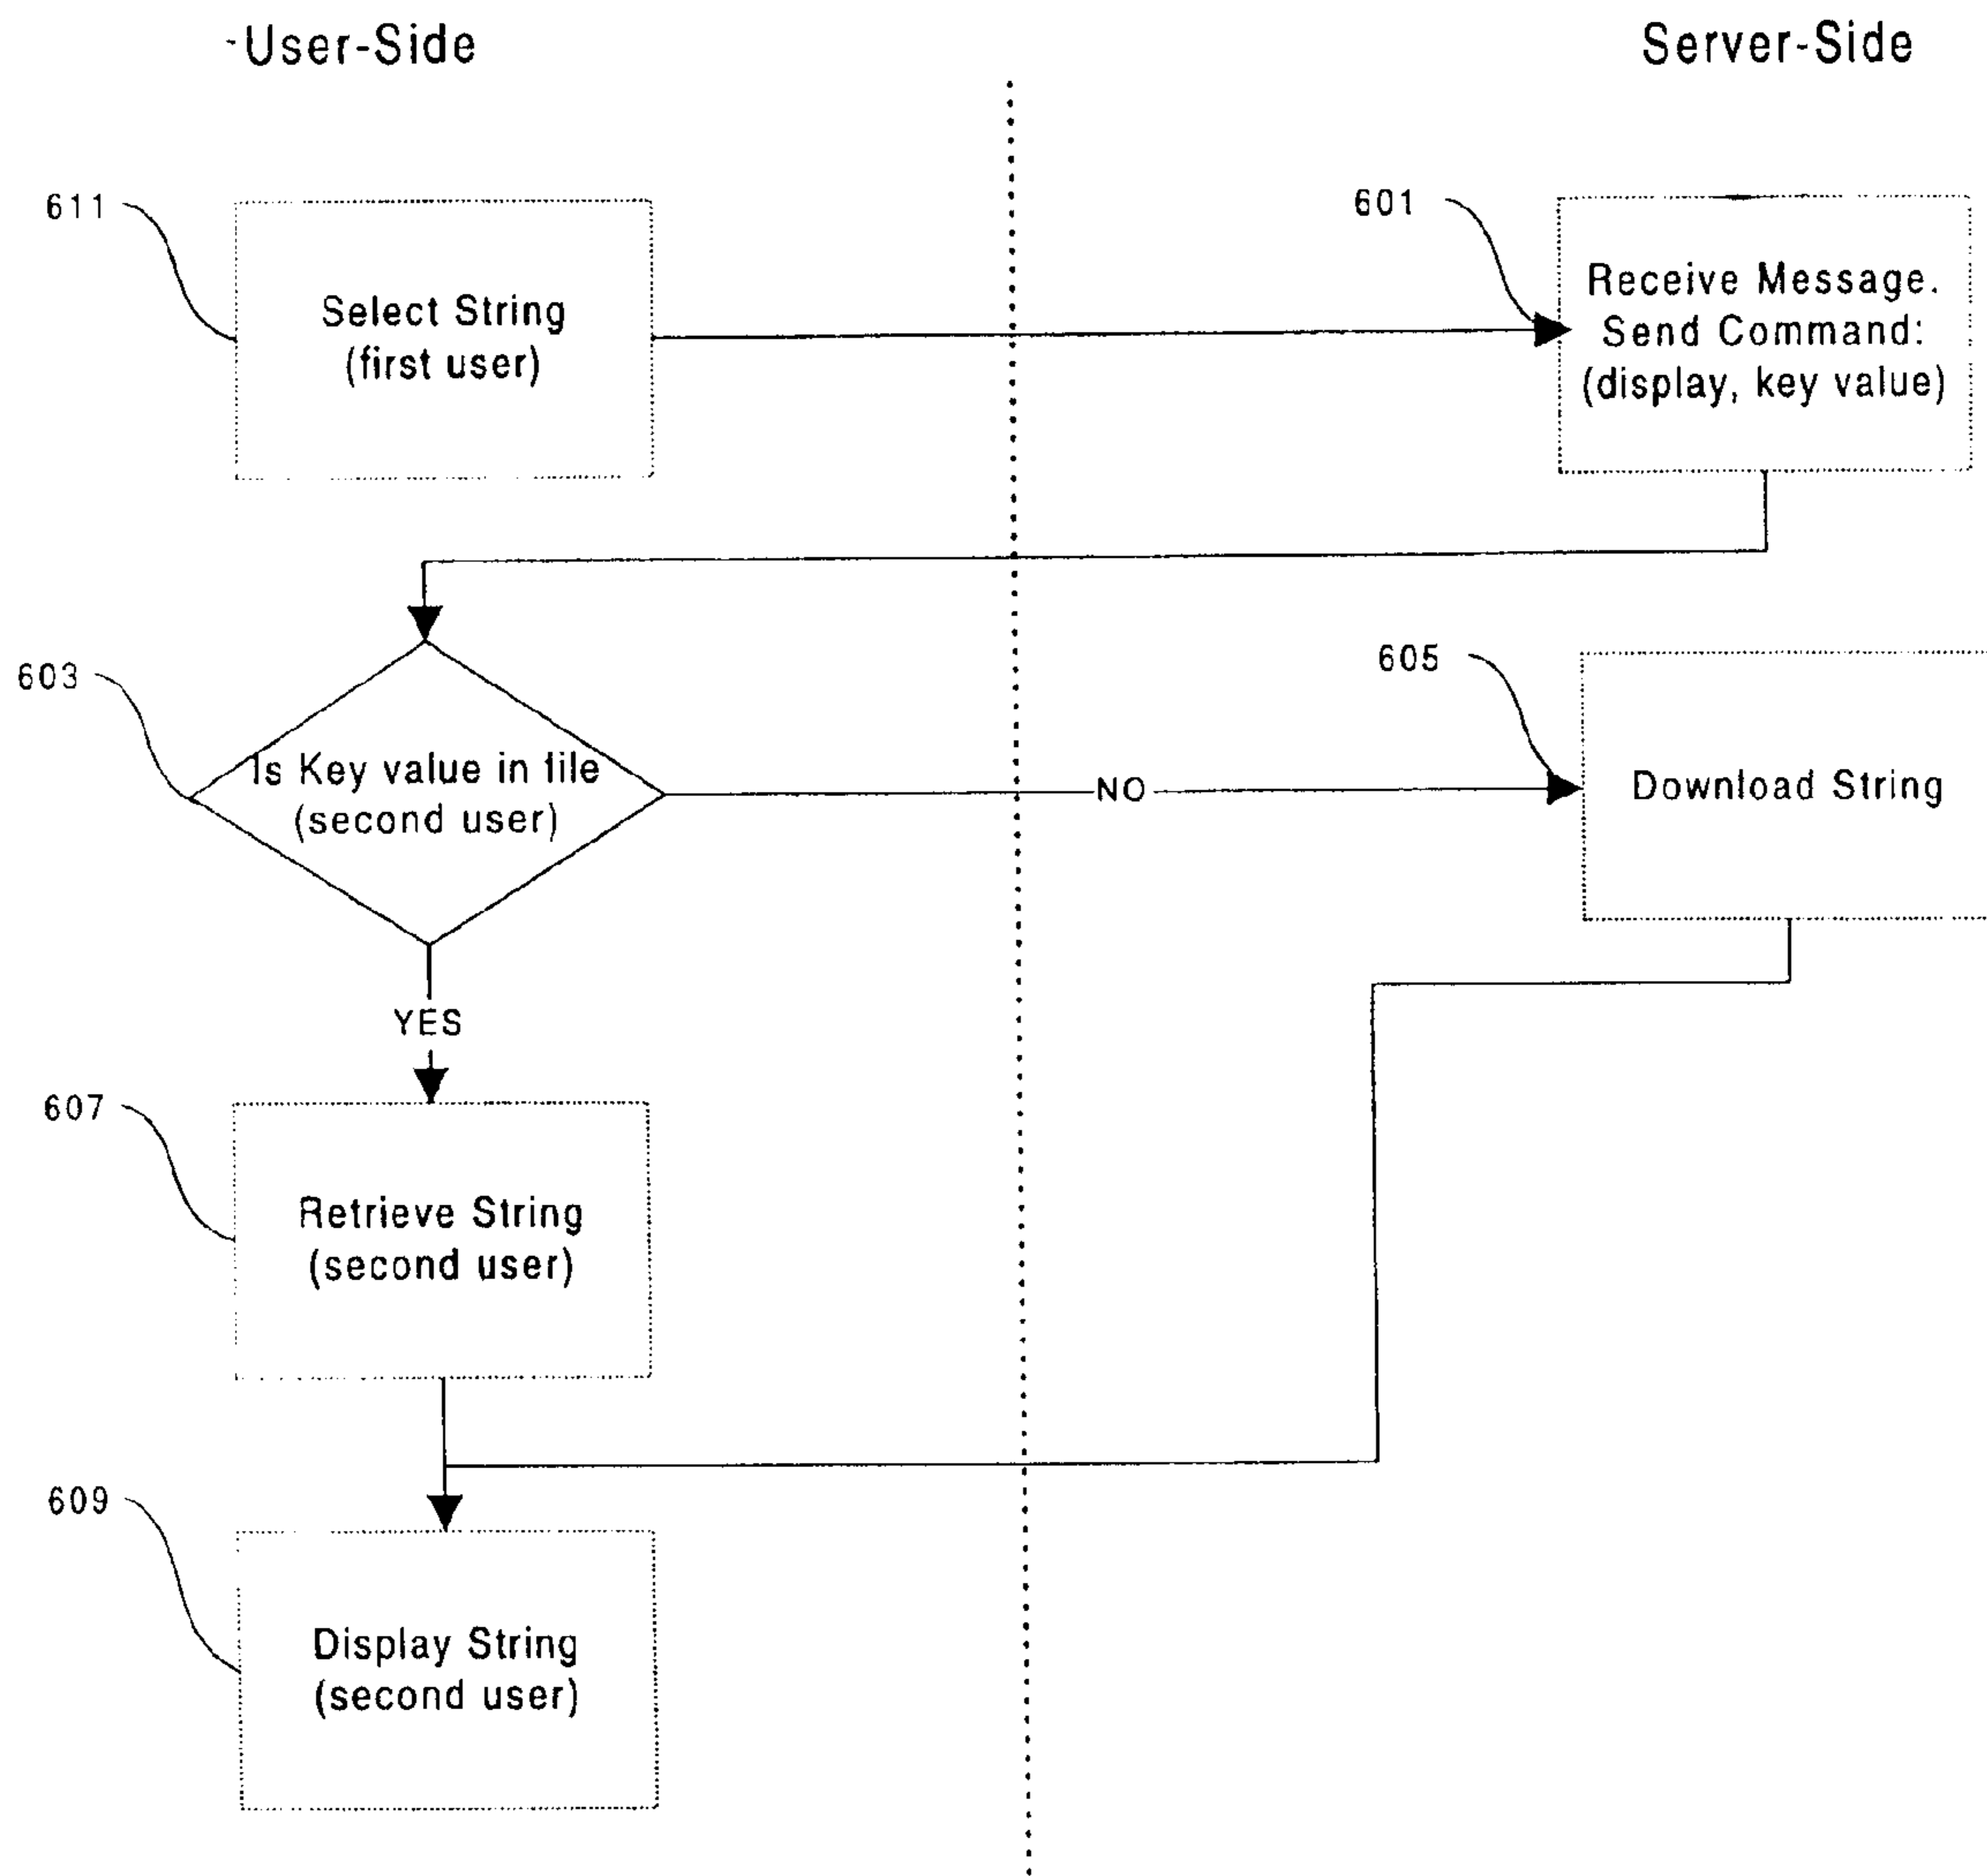 User-Side
Server-Side
611
Select String
(first user)
601
Receive Message.
Send Command:
(display, key value)
603
Is Key value in file
(second user)
NO
605
Download String
YES
607
Retrieve String
(second user)
609
Display String
(second user)